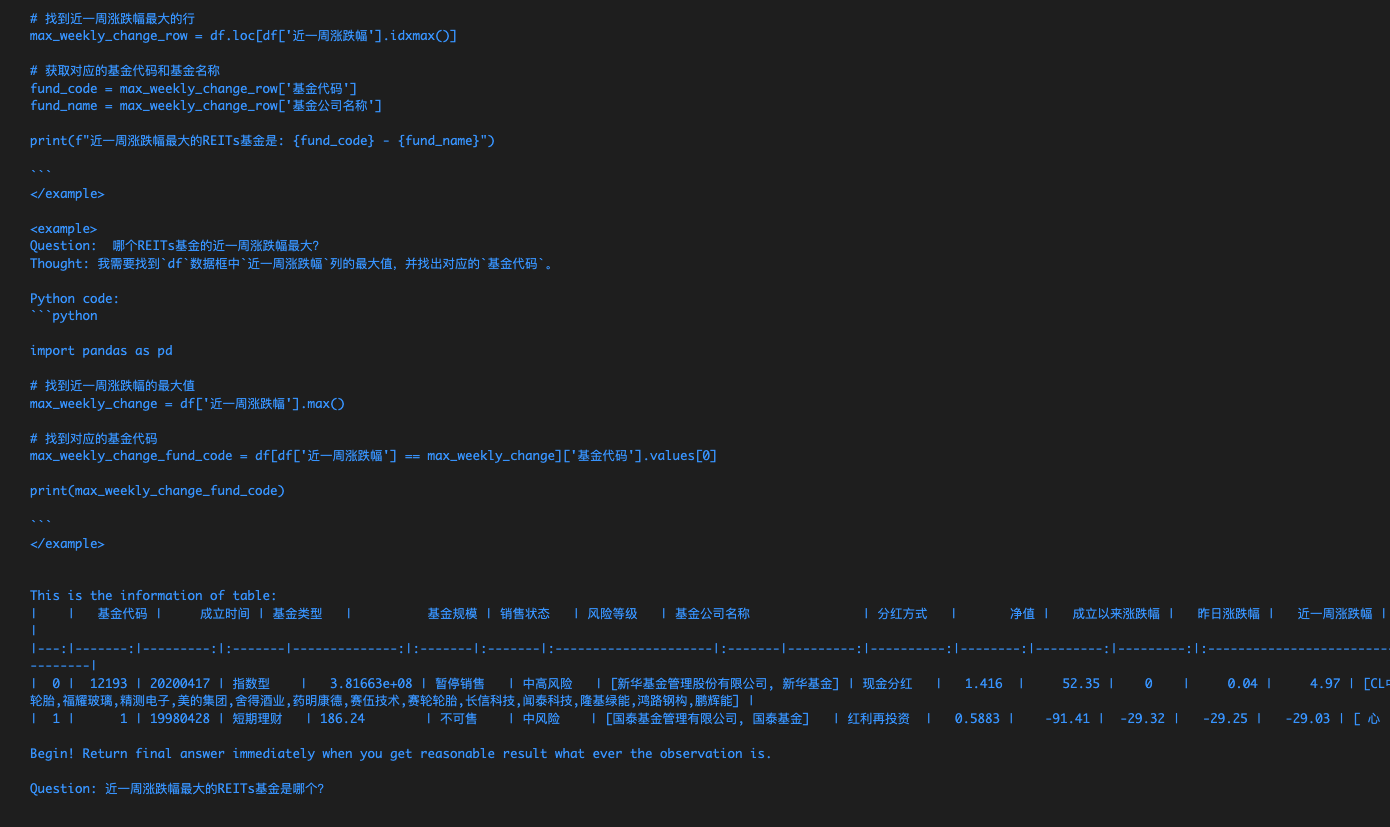 # 找到近一周涨跌幅最大的行
max_weekly_change_row = df.loc[df['近一周涨跌幅'].idxmax()]
# 获取对应的基金代码和基金名称
fund_code = max_weekly_change_row['基金代码']
fund_name = max_weekly_change_row['基金公司名称']
print(f"近一周涨跌幅最大的REITs基金是: {fund_code} - {fund_name}")
```
</example>
<example>
Question:  哪个REITs基金的近一周涨跌幅最大?
Thought: 我需要找到`df`数据框中`近一周涨跌幅`列的最大值，并找出对应的`基金代码`。
Python code:
```python
import pandas as pd
# 找到近一周涨跌幅的最大值
max_weekly_change = df['近一周涨跌幅'].max()
# 找到对应的基金代码
max_weekly_change_fund_code = df[df['近一周涨跌幅'] == max_weekly_change]['基金代码'].values[0]
print(max_weekly_change_fund_code)
```
</example>
This is the information of table:
|    |   基金代码 |     成立时间 | 基金类型   |          基金规模 | 销售状态   | 风险等级   | 基金公司名称               | 分红方式   |       净值 |   成立以来涨跌幅 |   昨日涨跌幅 |   近一周涨跌幅 |
|
|---:|-------:|---------:|:-------|--------------:|:-------|:-------|:---------------------|:-------|---------:|----------:|--------:|---------:|---------:|:------------------------
--------|
|  0 |  12193 | 20200417 | 指数型    |   3.81663e+08 | 暂停销售   | 中高风险   | [新华基金管理股份有限公司, 新华基金] | 现金分红   |   1.416  |     52.35 |    0    |     0.04 |     4.97 | [CL中
轮胎,福耀玻璃,精测电子,美的集团,舍得酒业,药明康德,赛伍技术,赛轮轮胎,长信科技,闻泰科技,隆基绿能,鸿路钢构,鹏辉能] |
|  1 |      1 | 19980428 | 短期理财   | 186.24        | 不可售    | 中风险    | [国泰基金管理有限公司, 国泰基金]   | 红利再投资  |   0.5883 |    -91.41 |  -29.32 |   -29.25 |   -29.03 | [ 心
Begin! Return final answer immediately when you get reasonable result what ever the observation is.
Question: 近一周涨跌幅最大的REITs基金是哪个?